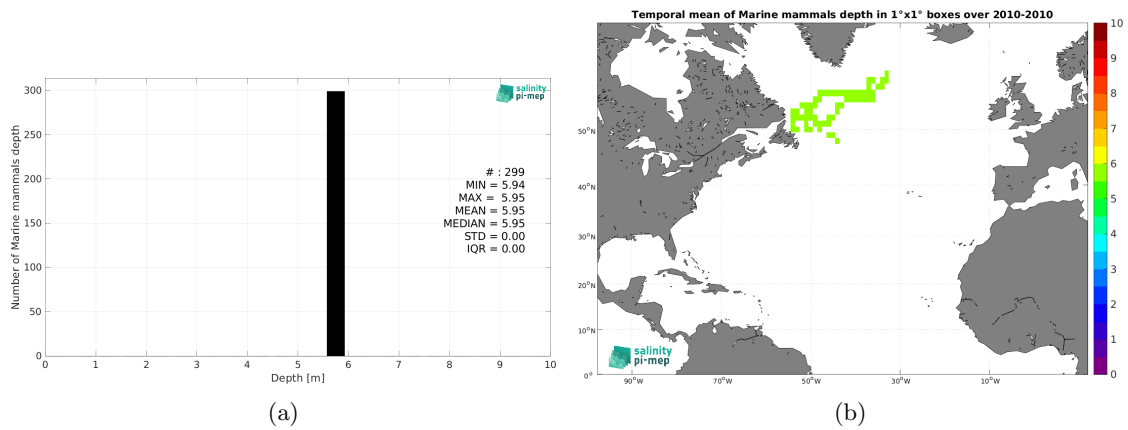 300
250
200
150
100
50
0
0 1 2 3 4 5 6 7 8 9 10
Number of Marine mammals depth
Depth [m]
salinity
pi-mep
# : 299
MIN = 5.94
MAX = 5.95
MEAN = 5.95
MEDIAN = 5.95
STD = 0.00
IQR = 0.00
(a)
Temporal mean of Marine mammals depth in 1°x1° boxes over 2010-2010
50°N
40°N
30°N
20°N
10°N
0°
90°W 70°W 50°W 30°W 10°W
salinity
pi-mep
10
9
8
7
6
5
4
3
2
1
0
(b)